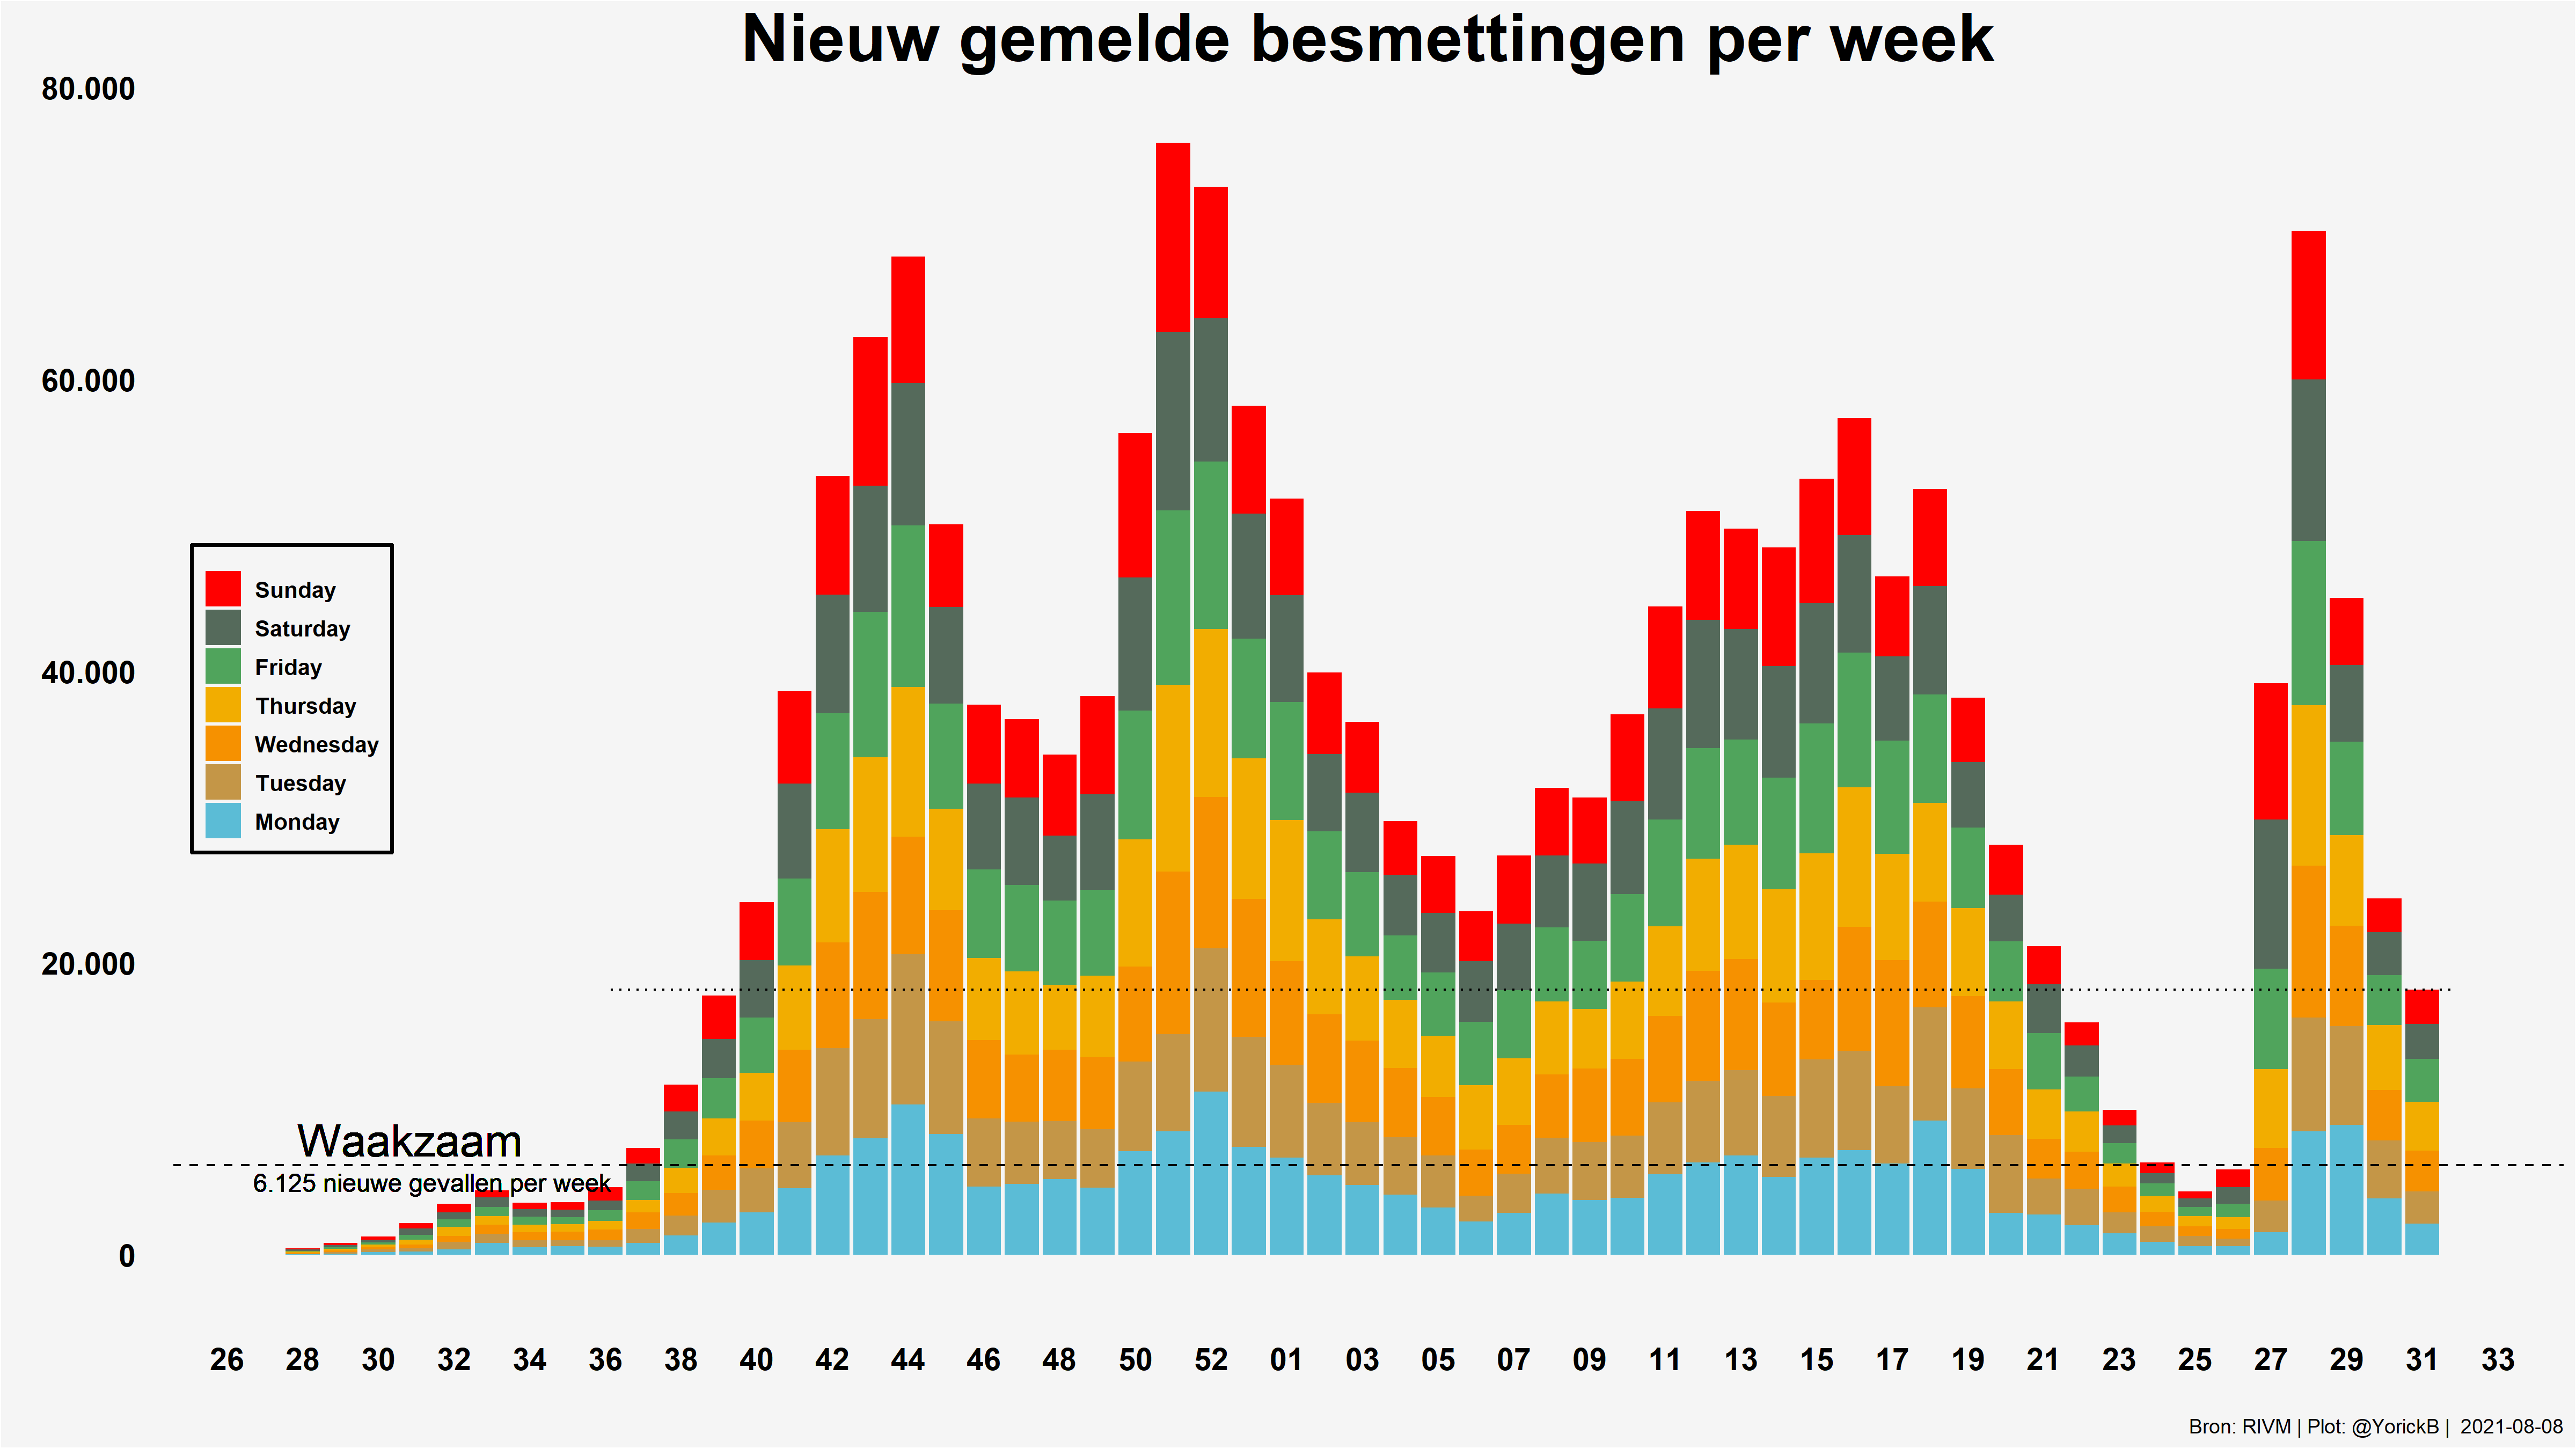 Nieuw gemelde besmettingen per week
80.000
60.000
40.000
20.000
0
Sunday
Saturday
Friday
Thursday
Wednesday
Tuesday
Monday
Waakzaam
6.125 nieuwe gevallen per week
26 28 30 32 34 36 38 40 42 44 46 48 50 52 01 03 05 07 09 11 13 15 17 19 21 23 25 27 29 31 33
Bron: RIVM | Plot: @YorickB | 2021-08-08